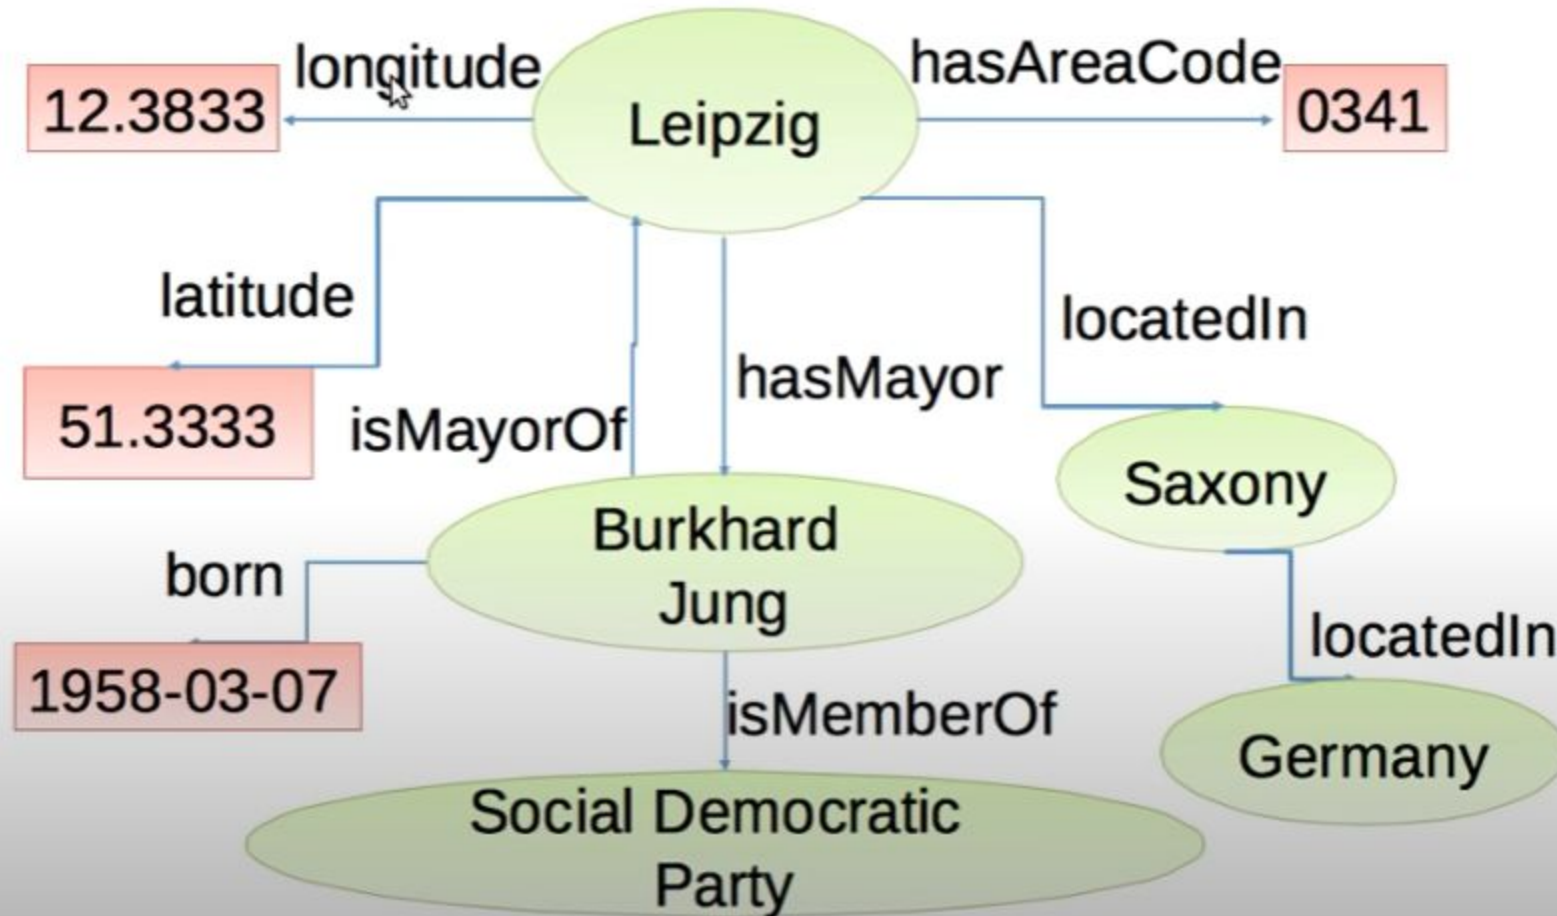 longitude
hasAreaCode
12.3833
Leipzig
0341
latitude
locatedIn
hasMayor
51.3333
isMayorOf
Saxony
Burkhard
Jung
born
locatedIn
1958-03-07
isMemberOf
Germany
Social Democratic
Party